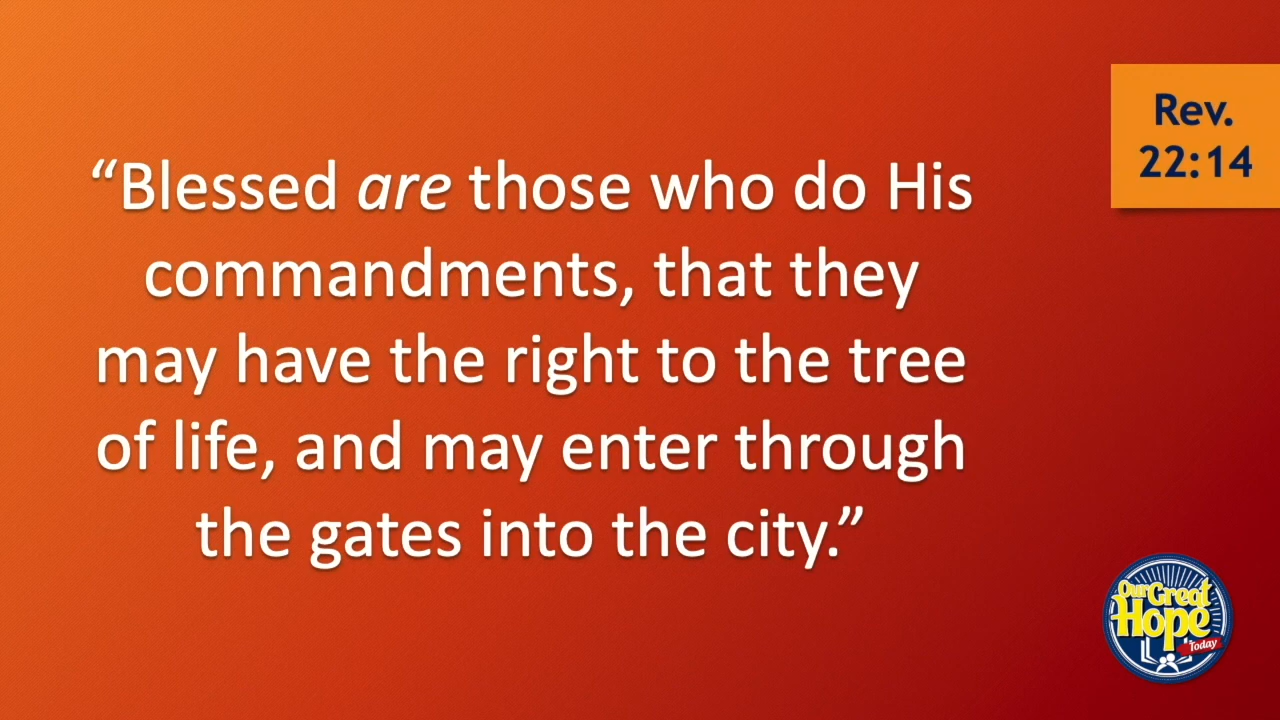 “Blessed are those who do His
commandments, that they
may have the right to the tree
of life, and may enter through
the gates into the city.”
Rev.
22:14
Our Great
Hope
Today